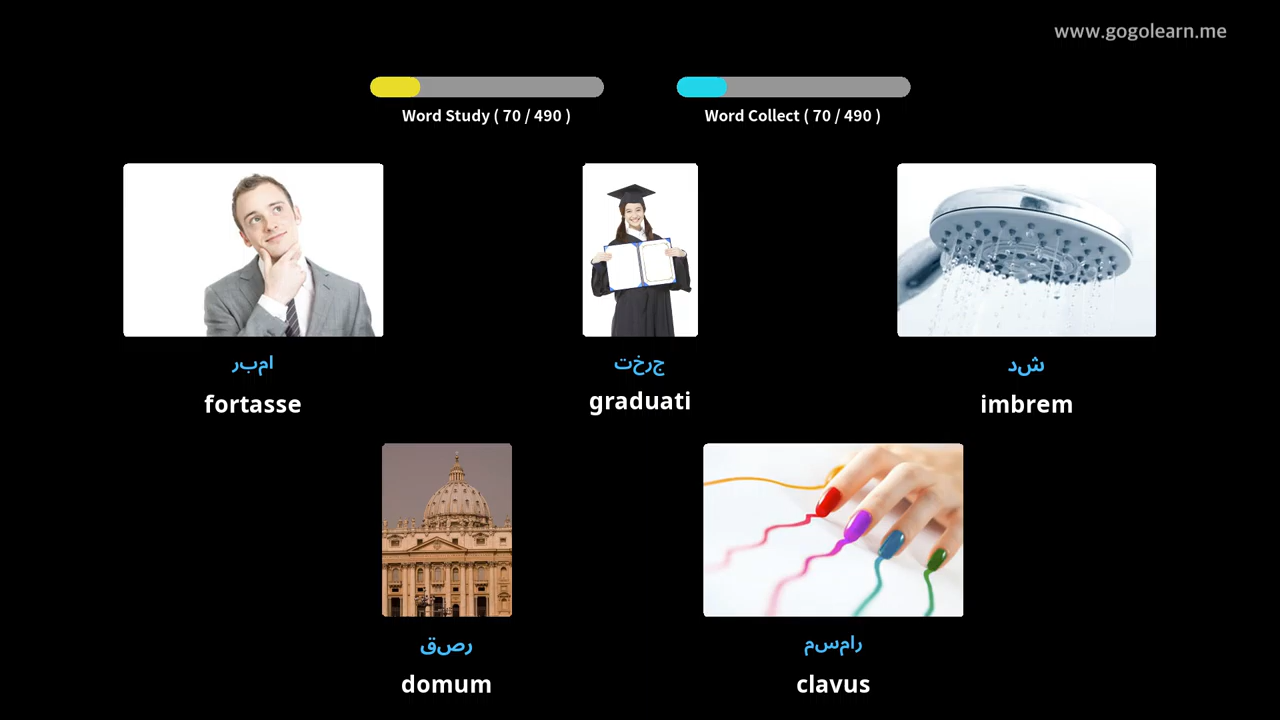 www.gogolearn.me
Word Study ( 70 / 490 )
Word Collect ( 70 / 490 )
امبر
fortasse
جرخت
graduati
شد
imbrem
رصق
domum
رامسم
clavus